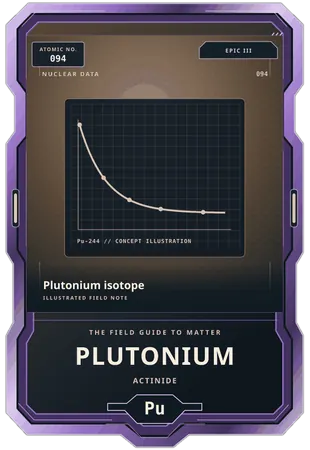 ATOMIC NO.
094
EPIC III
NUCLEAR DATA
094
Pu-244 // CONCEPT ILLUSTRATION
Plutonium isotope
ILLUSTRATED FIELD NOTE
THE FIELD GUIDE TO MATTER
PLUTONIUM
ACTINIDE
Pu